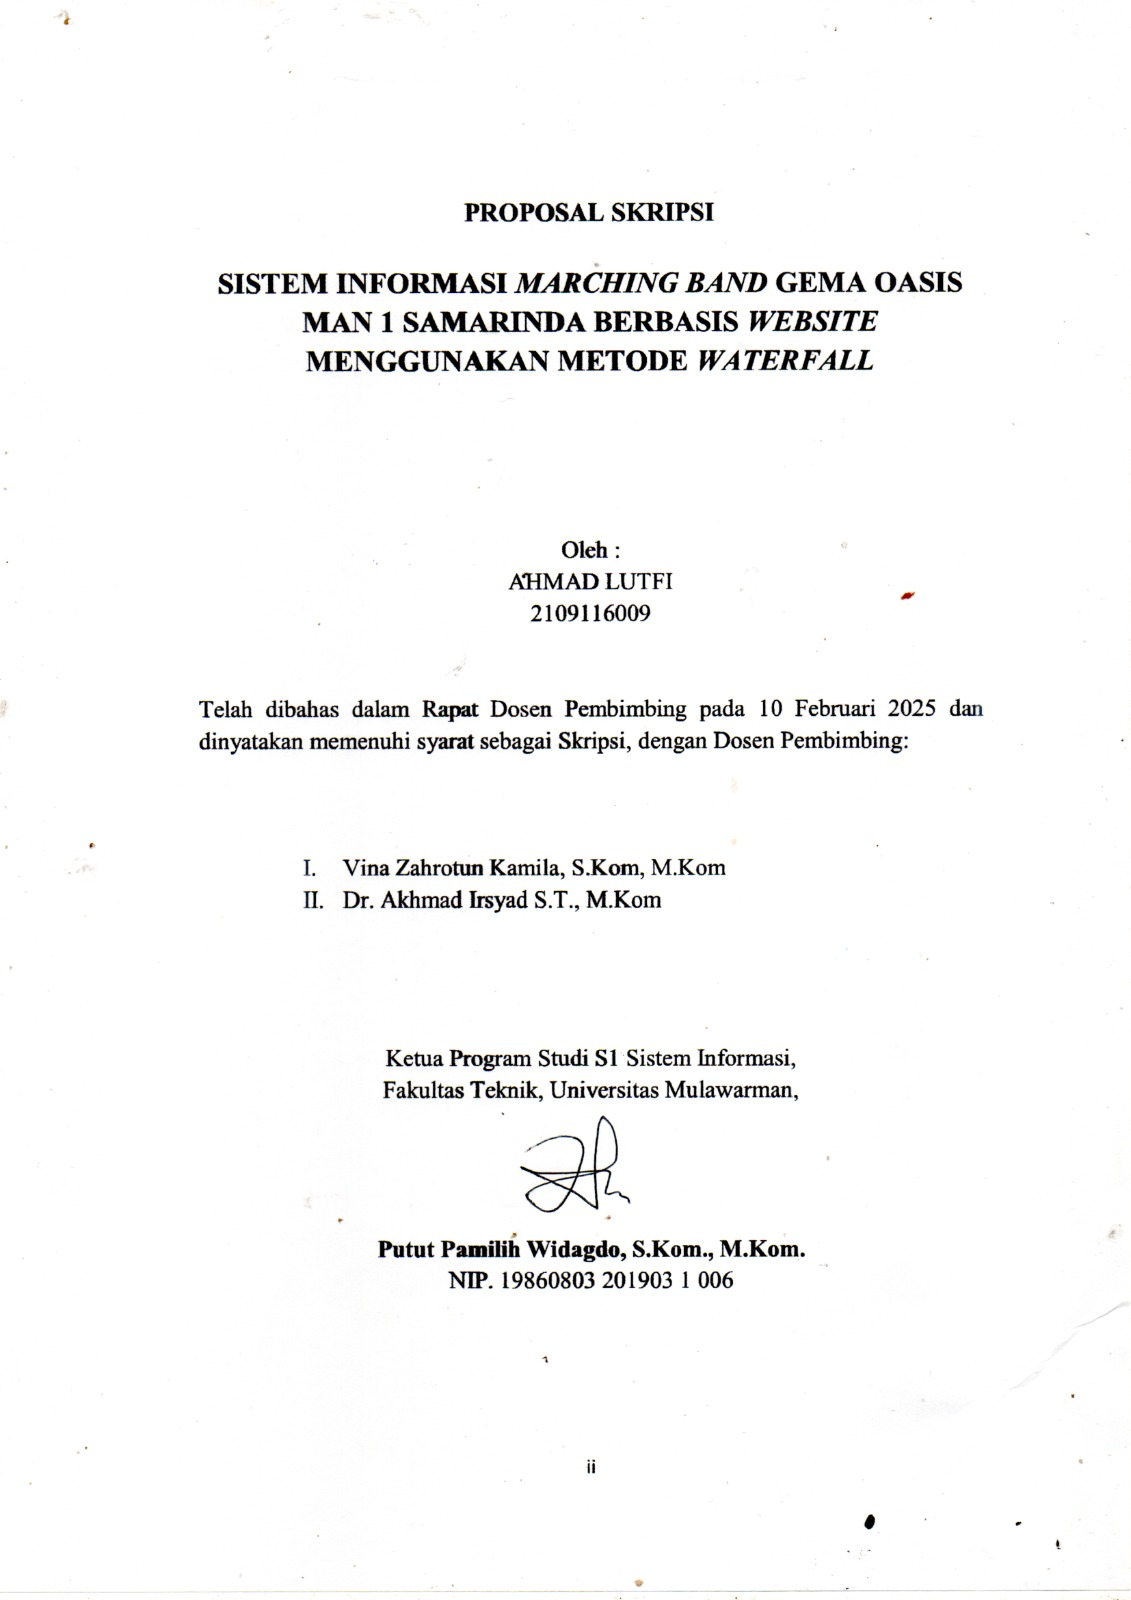 PROPOSAL SKRIPSI
SISTEM INFORMASI MARCHING BAND GEMA OASIS
MAN 1 SAMARINDA BERBASIS WEBSITE
MENGGUNAKAN METODE WATERFALL
Oleh :
AHMAD LUTFI
2109116009
Telah dibahas dalam Rapat Dosen Pembimbing pada 10 Februari 2025 dan
dinyatakan memenuhi syarat sebagai Skripsi, dengan Dosen Pembimbing:
I. Vina Zahrotun Kamila, S.Kom, M.Kom
II. Dr. Akhmad Irsyad S.T., M.Kom
Ketua Program Studi S1 Sistem Informasi,
Fakultas Teknik, Universitas Mulawarman,
Putut Pamilih Widagdo, S.Kom., M.Kom.
NIP. 19860803 201903 1 006
ii